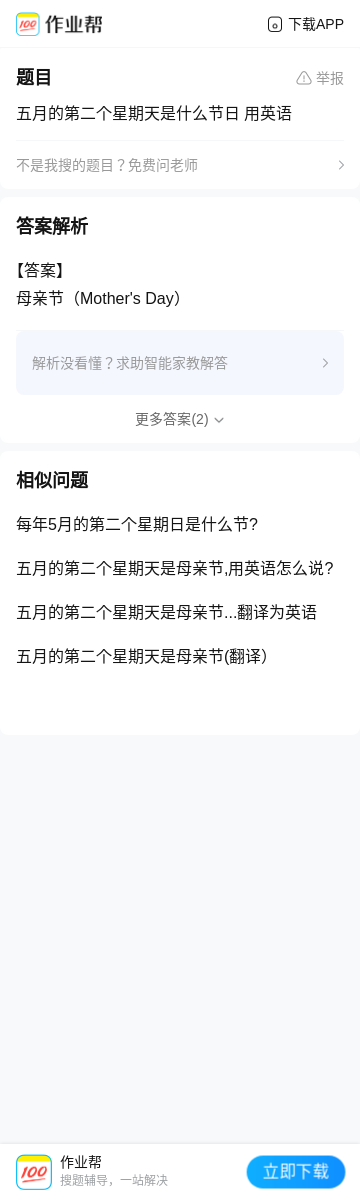 100 作业帮
下载APP
题目
举报
五月的第二个星期天是什么节日 用英语
不是我搜的题目？免费问老师
答案解析
【答案】
母亲节（Mother's Day）
解析没看懂？求助智能家教解答
更多答案(2)
相似问题
每年5月的第二个星期日是什么节?
五月的第二个星期天是母亲节,用英语怎么说?
五月的第二个星期天是母亲节...翻译为英语
五月的第二个星期天是母亲节(翻译）
100
作业帮
搜题辅导，一站解决
立即下载